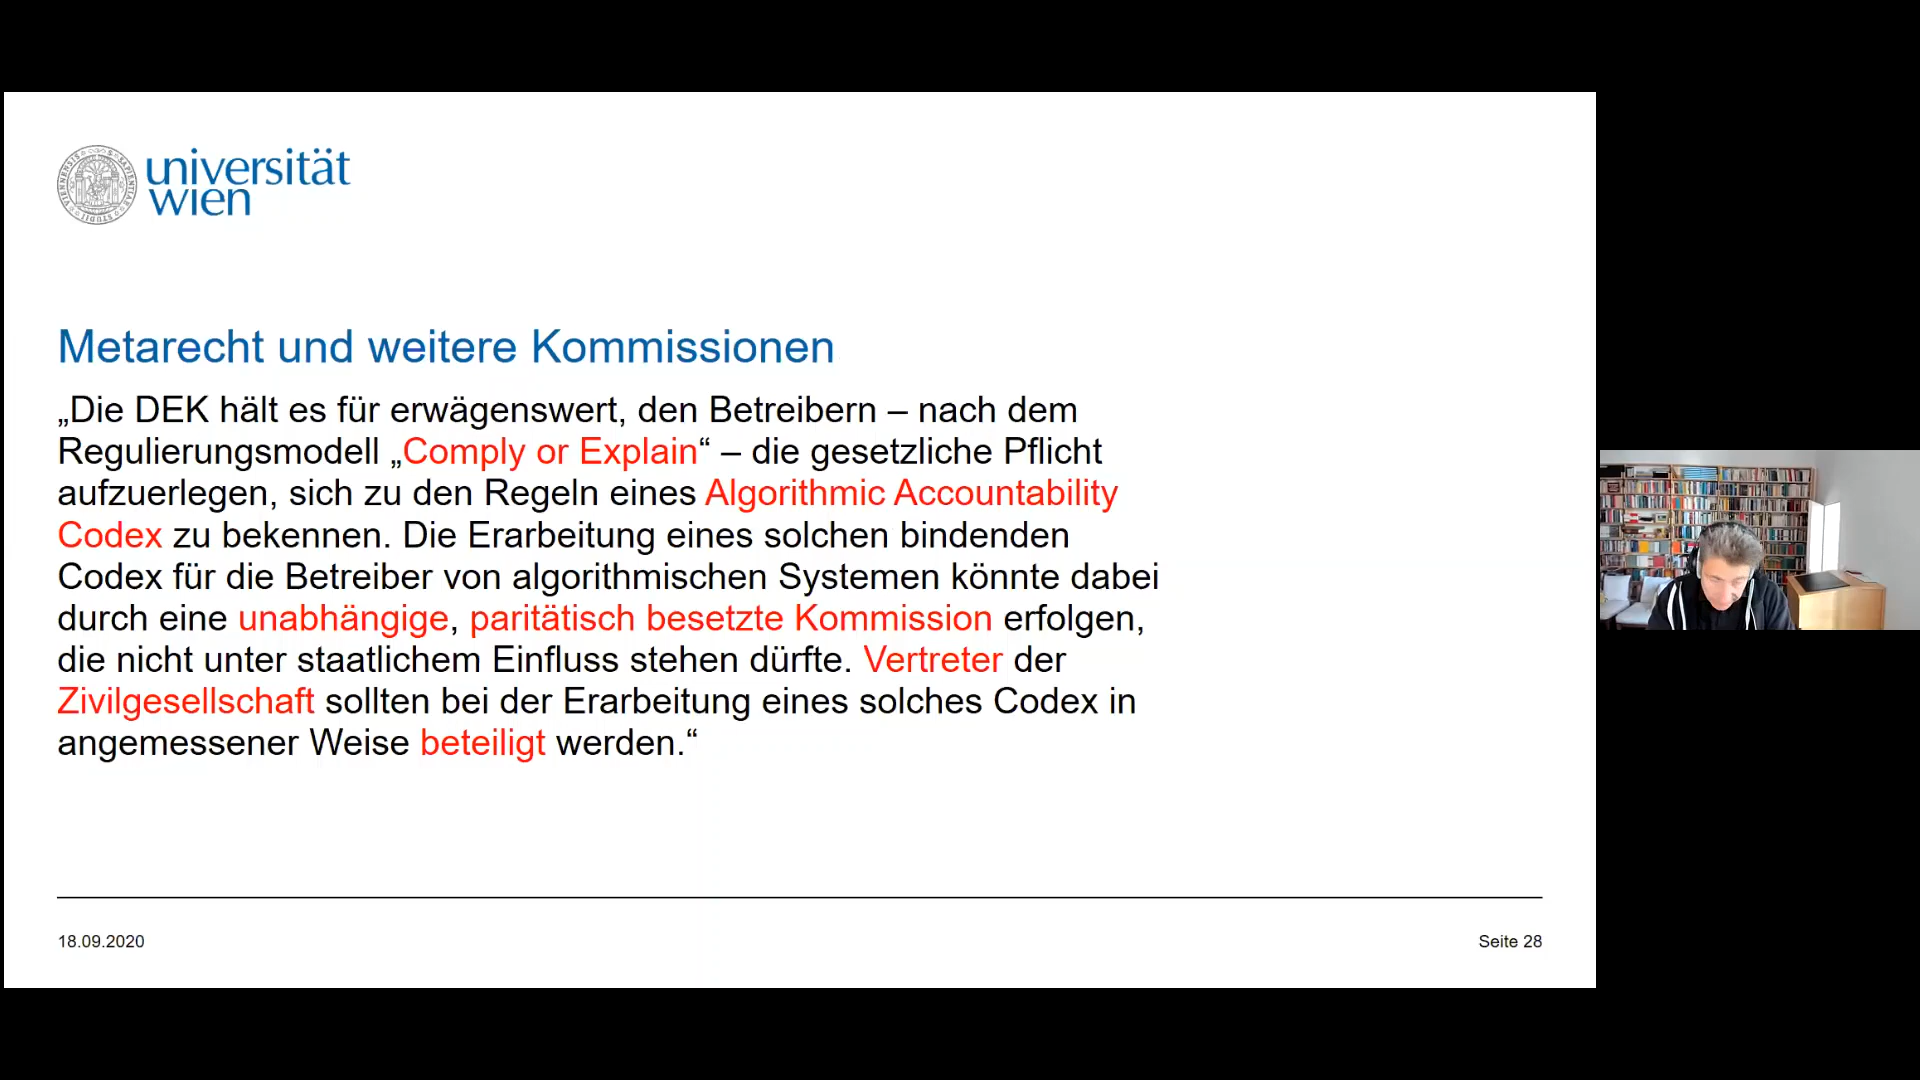 universität
wien
Metarecht und weitere Kommissionen
„Die DEK hält es für erwägenswert, den Betreibern – nach dem
Regulierungsmodell „Comply or Explain“ – die gesetzliche Pflicht
aufzuerlegen, sich zu den Regeln eines Algorithmic Accountability
Codex zu bekennen. Die Erarbeitung eines solchen bindenden
Codex für die Betreiber von algorithmischen Systemen könnte dabei
durch eine unabhängige, paritätisch besetzte Kommission erfolgen,
die nicht unter staatlichem Einfluss stehen dürfte. Vertreter der
Zivilgesellschaft sollten bei der Erarbeitung eines solches Codex in
angemessener Weise beteiligt werden.“
18.09.2020
Seite 28